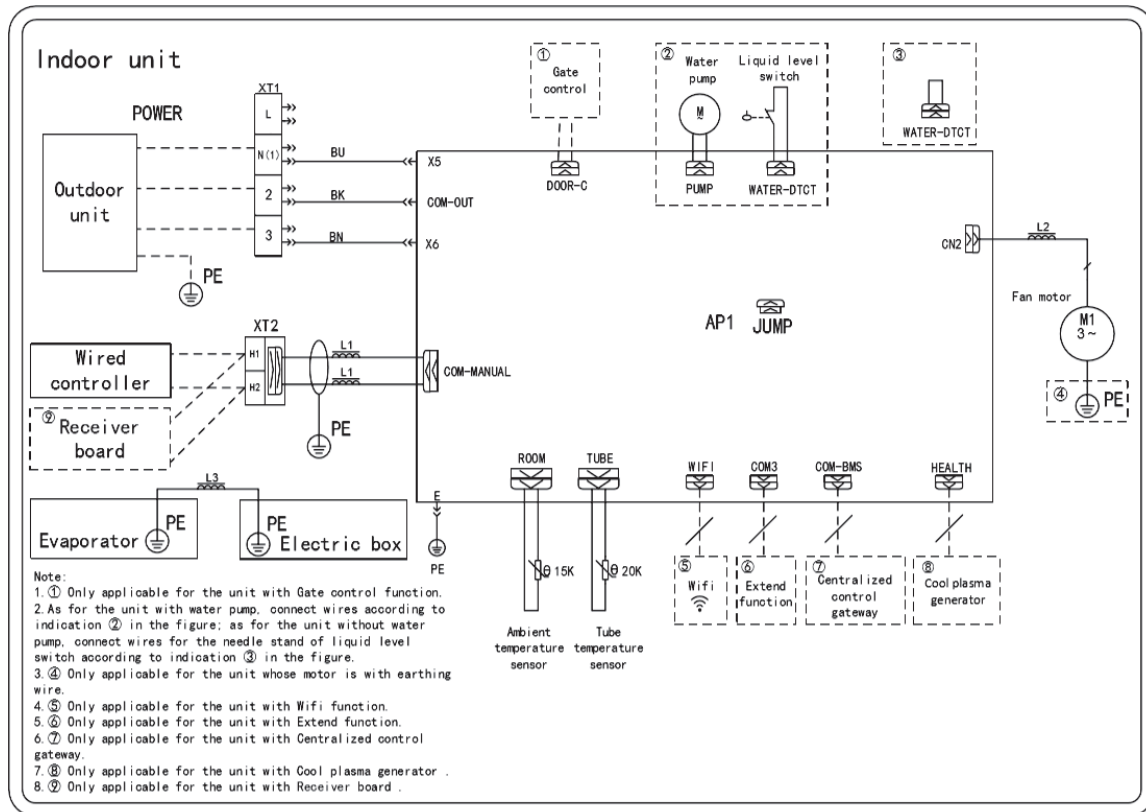 Indoor unit
POWER
XT1
L
N(1)
2
3
Outdoor
unit
PE
BU
BK
BN
X5
COM-OUT
X6
①
Gate
control
DOOR-C
②
Water
pump
M
~
PUMP
Liquid level
switch
WATER-DTCT
③
WATER-DTCT
CN2
L2
Fan motor
M1
3~
④
PE
AP1
JUMP
Wired
controller
⑨ Receiver
board
XT2
H1
H2
L1
L1
PE
COM-MANUAL
L3
PE
Evaporator
PE
Electric box
E
PE
ROOM
TUBE
θ 15K
θ 20K
Ambient
temperature
sensor
Tube
temperature
sensor
WIFI
COM3
COM-BMS
HEALTH
⑤
Wifi
⑥
Extend
function
⑦
Centralized
control
gateway
⑧
Cool plasma
generator
Note:
1. ① Only applicable for the unit with Gate control function.
2. As for the unit with water pump, connect wires according to
indication ② in the figure; as for the unit without water
pump, connect wires for the needle stand of liquid level
switch according to indication ③ in the figure.
3. ④ Only applicable for the unit whose motor is with earthing
wire.
4. ⑤ Only applicable for the unit with Wifi function.
5. ⑥ Only applicable for the unit with Extend function.
6. ⑦ Only applicable for the unit with Centralized control
gateway.
7. ⑧ Only applicable for the unit with Cool plasma generator .
8. ⑨ Only applicable for the unit with Receiver board .